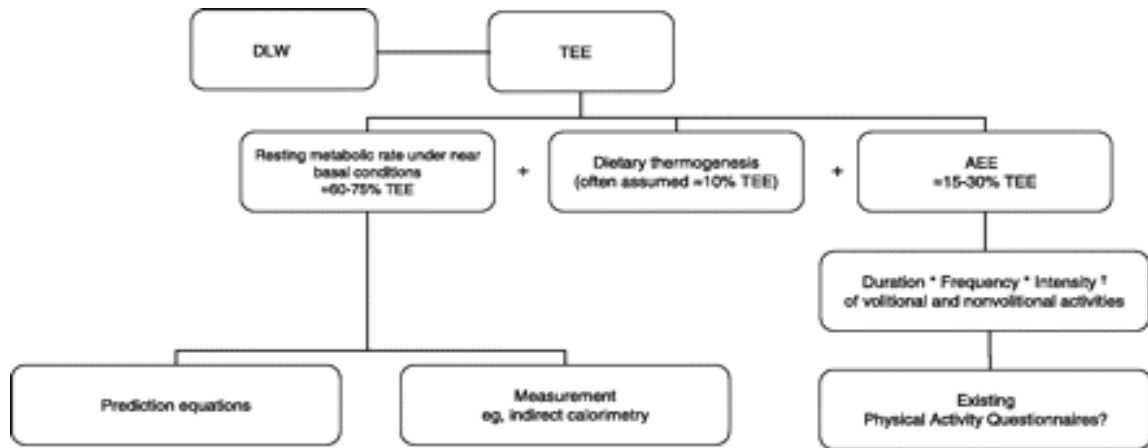 DLW
TEE
Resting metabolic rate under near
basal conditions
≈60-75% TEE
+
Dietary thermogenesis
(often assumed ≈10% TEE)
+
AEE
≈15-30% TEE
Duration * Frequency * Intensity †
of volitional and nonvolitional activities
Prediction equations
Measurement
eg, indirect calorimetry
Existing
Physical Activity Questionnaires?